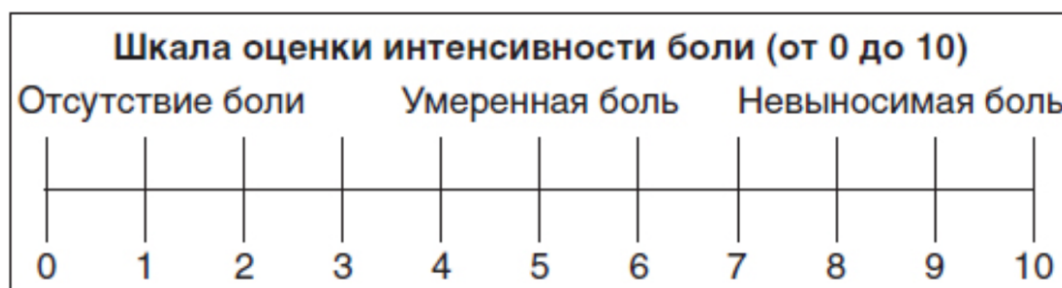 Шкала оценки интенсивности боли (от 0 до 10)
Отсутствие боли Умеренная боль Невыносимая боль
0 1 2 3 4 5 6 7 8 9 10